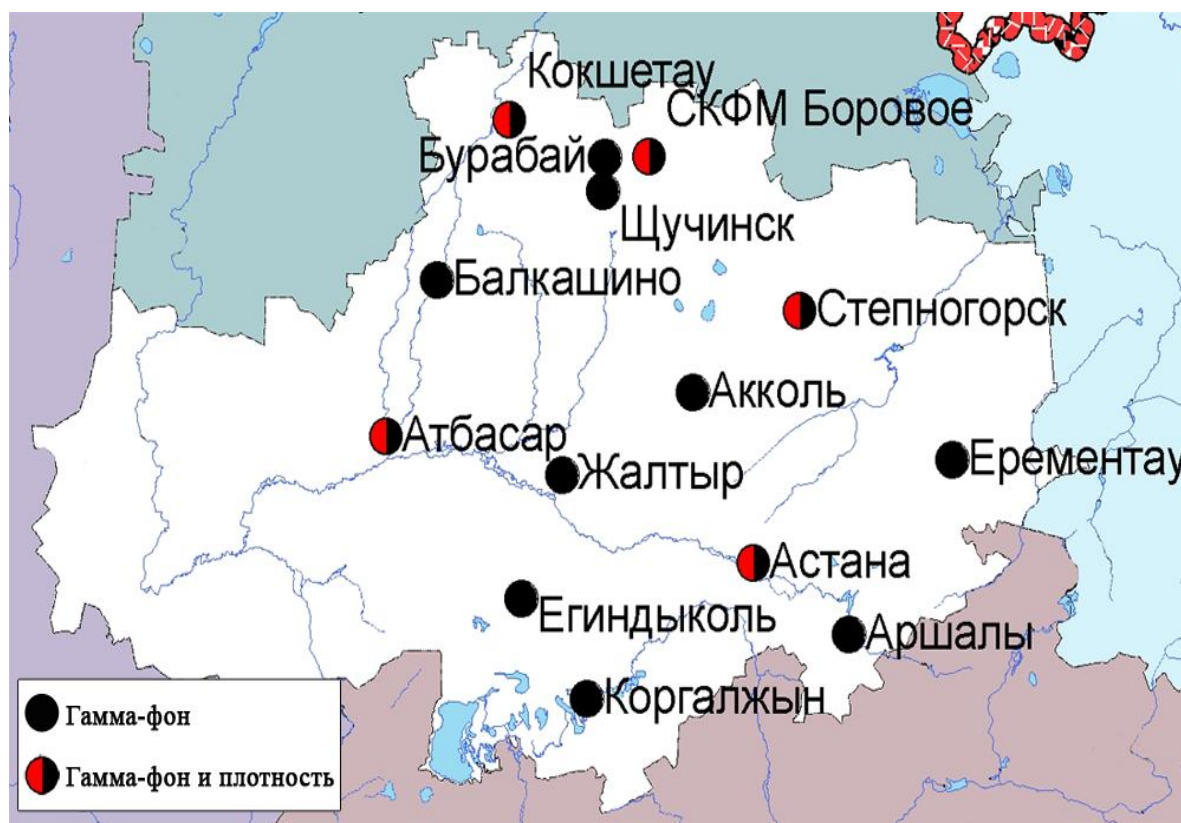 Кокшетау
СКФМ Боровое
Бурабай
Щучинск
Балкашино
Степногорск
Акколь
Атбасар
Жалтыр
Ерементау
Астана
Егиндыколь
Аршалы
Коргалжын
Гамма-фон
Гамма-фон и плотность